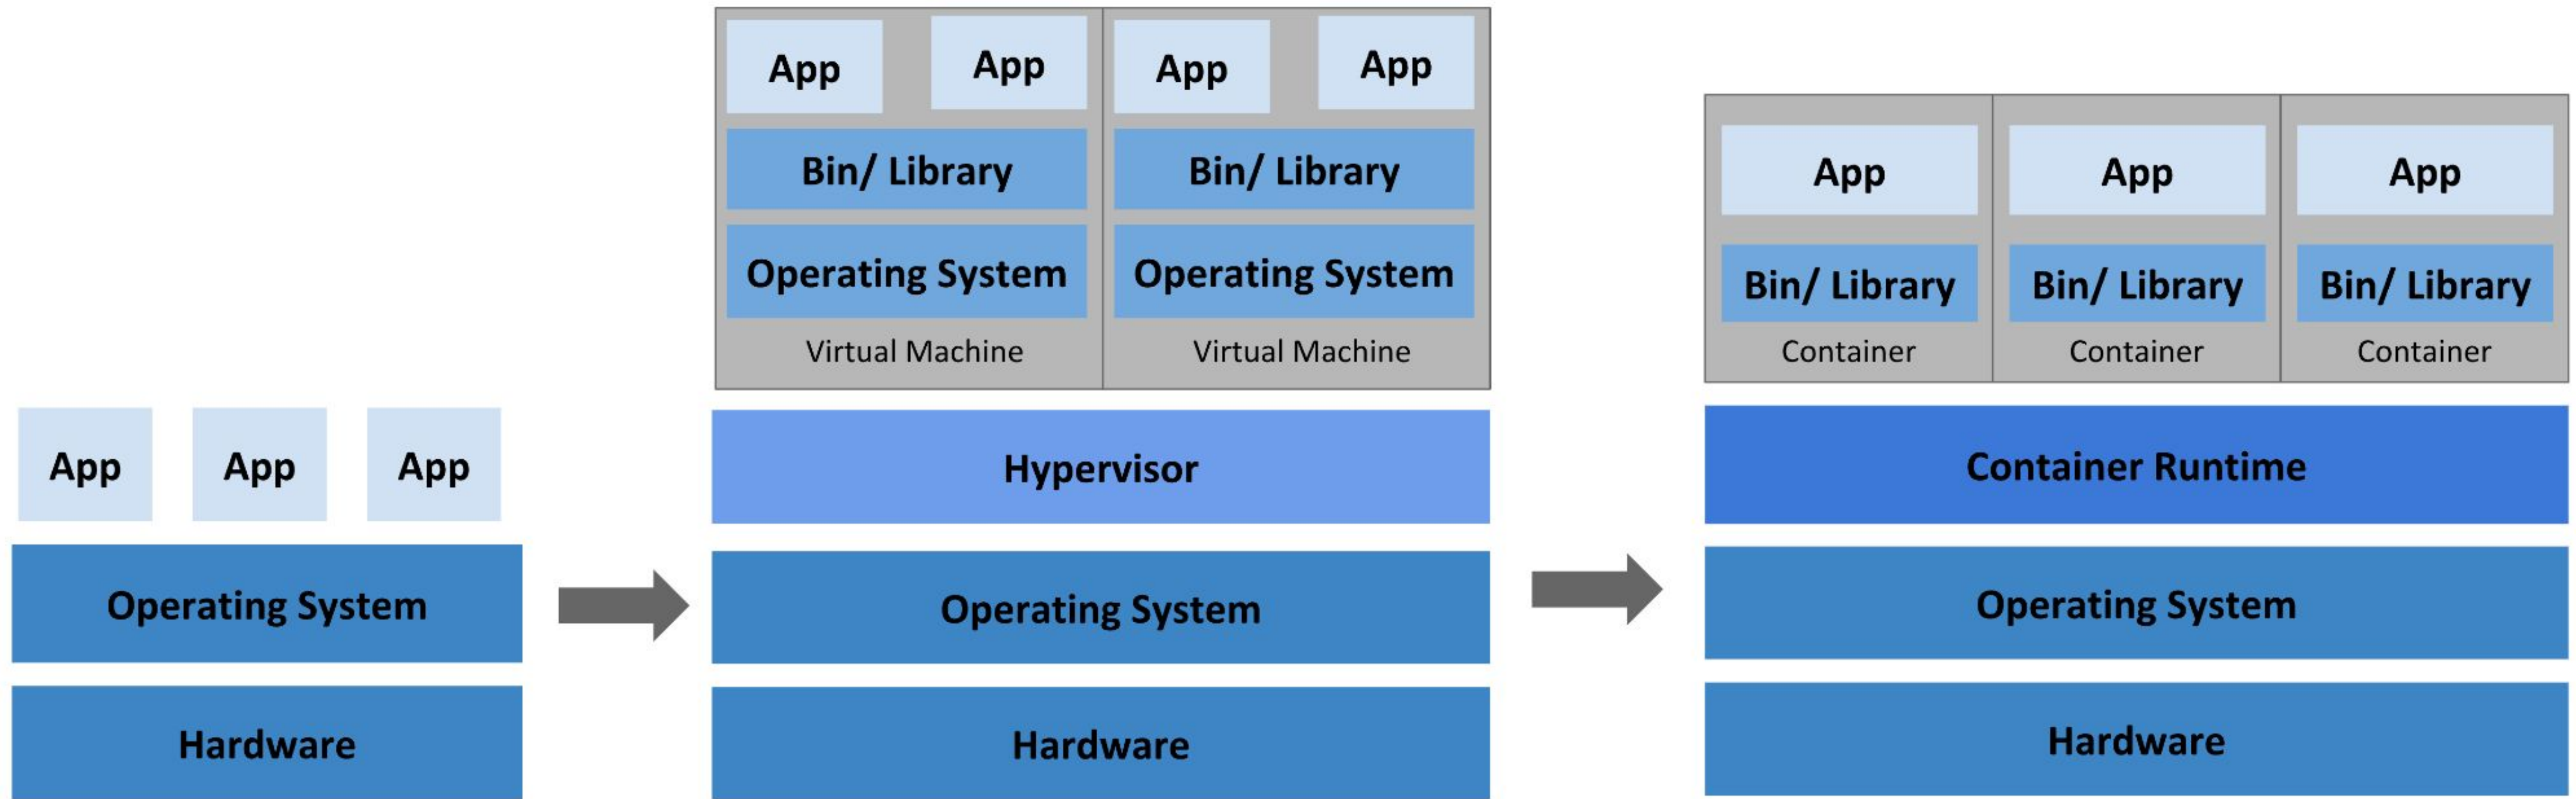 App
App
App
Operating System
Hardware
App
App
App
App
Bin/ Library
Bin/ Library
Operating System
Operating System
Virtual Machine
Virtual Machine
Hypervisor
Operating System
Hardware
App
App
App
Bin/ Library
Bin/ Library
Bin/ Library
Container
Container
Container
Container Runtime
Operating System
Hardware